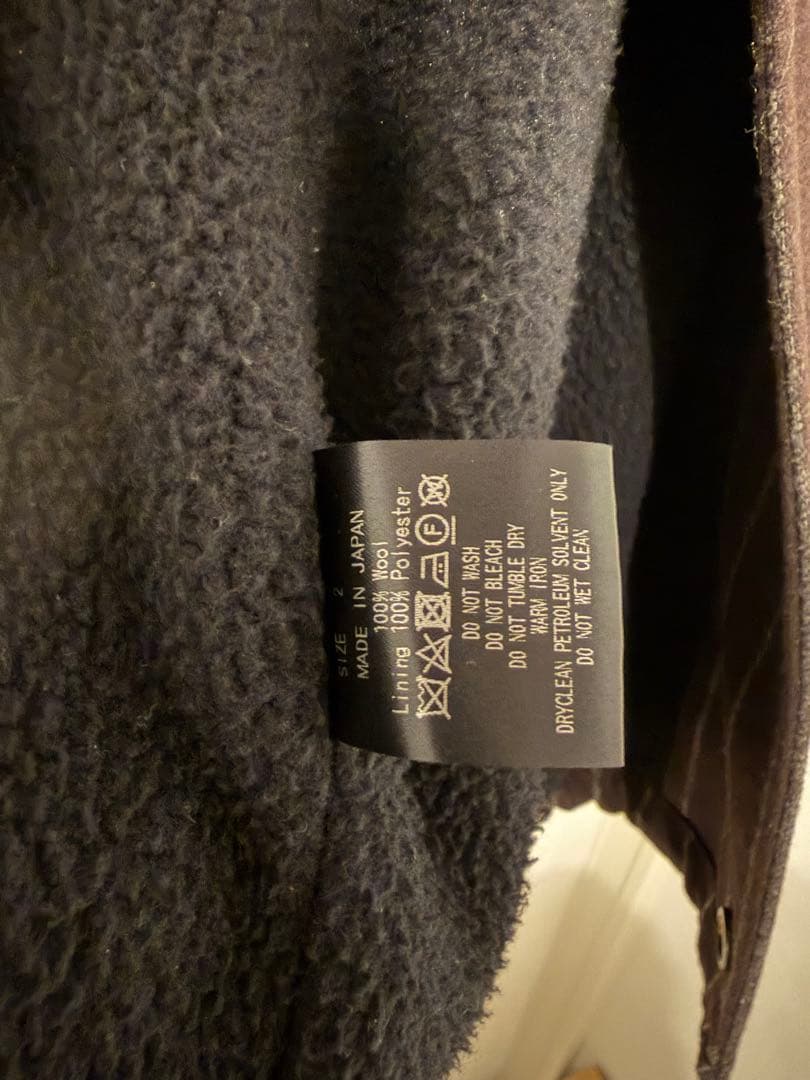 SIZE 2
MADE IN JAPAN
100% Wool
Lining 100% Polyester
F W
DO NOT WASH
DO NOT BLEACH
DO NOT TUMBLE DRY
WARM IRON
DRYCLEAN PETROLEUM SOLVENT ONLY
DO NOT WET CLEAN